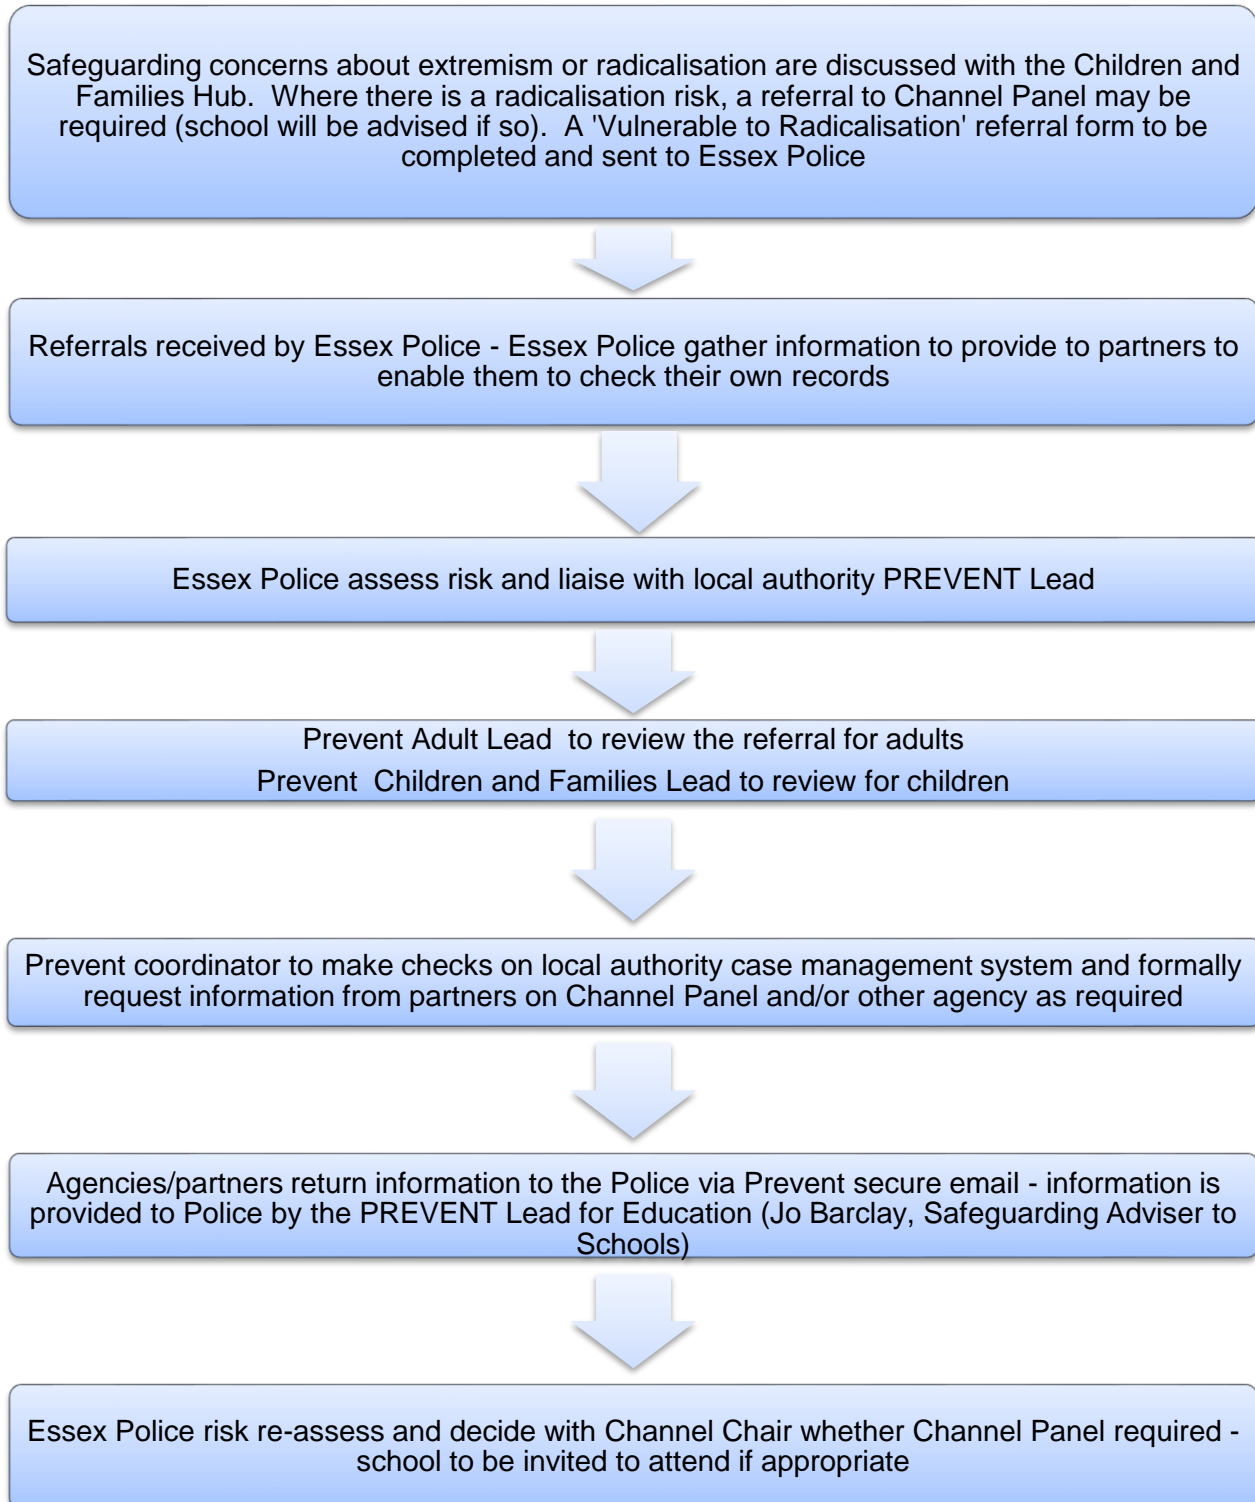 Safeguarding concerns about extremism or radicalisation are discussed with the Children and
Families Hub.  Where there is a radicalisation risk, a referral to Channel Panel may be
required (school will be advised if so).  A 'Vulnerable to Radicalisation' referral form to be
completed and sent to Essex Police
Referrals received by Essex Police - Essex Police gather information to provide to partners to
enable them to check their own records
Essex Police assess risk and liaise with local authority PREVENT Lead
Prevent Adult Lead  to review the referral for adults
Prevent  Children and Families Lead to review for children
Prevent coordinator to make checks on local authority case management system and formally
request information from partners on Channel Panel and/or other agency as required
Agencies/partners return information to the Police via Prevent secure email - information is
provided to Police by the PREVENT Lead for Education (Jo Barclay, Safeguarding Adviser to
Schools)
Essex Police risk re-assess and decide with Channel Chair whether Channel Panel required -
school to be invited to attend if appropriate